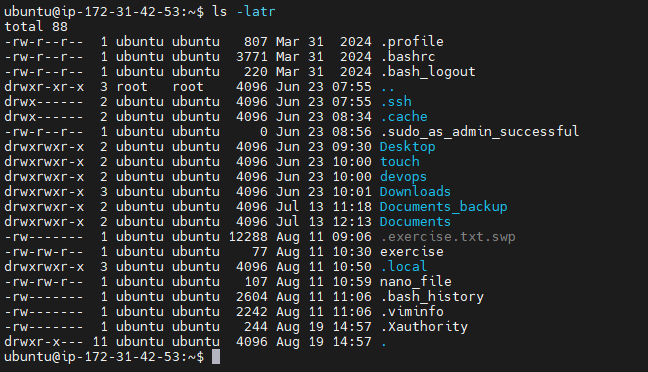 ubuntu@ip-172-31-42-53:~$ ls -latr
total 88
-rw-r--r--  1 ubuntu ubuntu   807 Mar 31  2024 .profile
-rw-r--r--  1 ubuntu ubuntu  3771 Mar 31  2024 .bashrc
-rw-r--r--  1 ubuntu ubuntu   220 Mar 31  2024 .bash_logout
drwxr-xr-x  3 root   root    4096 Jun 23 07:55 ..
drwx------  2 ubuntu ubuntu  4096 Jun 23 07:55 .ssh
drwx------  2 ubuntu ubuntu  4096 Jun 23 08:34 .cache
-rw-r--r--  1 ubuntu ubuntu     0 Jun 23 08:56 .sudo_as_admin_successful
drwxrwxr-x  2 ubuntu ubuntu  4096 Jun 23 09:30 Desktop
drwxrwxr-x  2 ubuntu ubuntu  4096 Jun 23 10:00 touch
drwxrwxr-x  2 ubuntu ubuntu  4096 Jun 23 10:00 devops
drwxrwxr-x  3 ubuntu ubuntu  4096 Jun 23 10:01 Downloads
drwxrwxr-x  2 ubuntu ubuntu  4096 Jul 13 11:18 Documents_backup
drwxrwxr-x  2 ubuntu ubuntu  4096 Jul 13 12:13 Documents
-rw-------  1 ubuntu ubuntu 12288 Aug 11 09:06 .exercise.txt.swp
-rw-rw-r--  1 ubuntu ubuntu    77 Aug 11 10:30 exercise
drwxrwxr-x  3 ubuntu ubuntu  4096 Aug 11 10:50 .local
-rw-rw-r--  1 ubuntu ubuntu   107 Aug 11 10:59 nano_file
-rw-------  1 ubuntu ubuntu  2604 Aug 11 11:06 .bash_history
-rw-------  1 ubuntu ubuntu  2242 Aug 11 11:06 .viminfo
-rw-------  1 ubuntu ubuntu   244 Aug 19 14:57 .Xauthority
drwxr-x--- 11 ubuntu ubuntu  4096 Aug 19 14:57 .
ubuntu@ip-172-31-42-53:~$